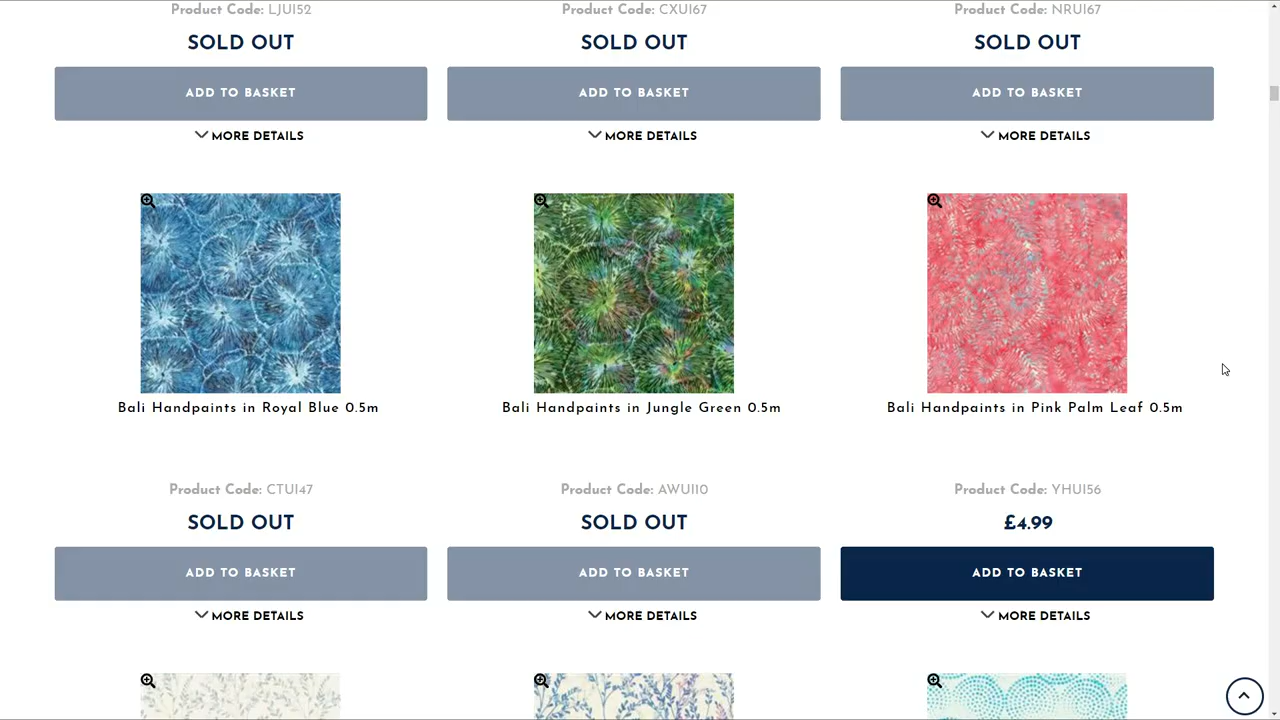 Product Code: LJUI52
Product Code: CXUI67
Product Code: NRUI67
SOLD OUT
SOLD OUT
SOLD OUT
ADD TO BASKET
ADD TO BASKET
ADD TO BASKET
MORE DETAILS
MORE DETAILS
MORE DETAILS
Bali Handpaints in Royal Blue 0.5m
Bali Handpaints in Jungle Green 0.5m
Bali Handpaints in Pink Palm Leaf 0.5m
Product Code: CTUI47
Product Code: AWUI10
Product Code: YHUI56
SOLD OUT
SOLD OUT
£4.99
ADD TO BASKET
ADD TO BASKET
ADD TO BASKET
MORE DETAILS
MORE DETAILS
MORE DETAILS